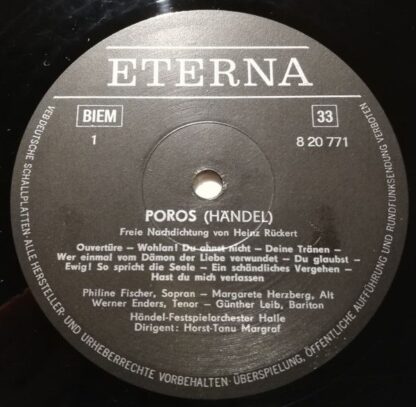 ETERNA
BIEM
33
1
8 20 771
POROS (HÄNDEL)
Freie Nachdichtung von Heinz Rückert
Ouvertüre – Wohlan! Du ahnst nicht – Deine Tränen –
Wer einmal vom Dämon der Liebe verwundet – Du glaubst –
Ewig! So spricht die Seele – Ein schändliches Vergehen –
Hast du mich verlassen
Philine Fischer, Sopran – Margarete Herzberg, Alt
Werner Enders, Tenor – Günther Leib, Bariton
Händel-Festspielorchester Halle
Dirigent: Horst-Tanu Margraf
VEB DEUTSCHE SCHALLPLATTEN·ALLE HERSTELLER- UND URHEBERRECHTE VORBEHALTEN·ÜBERSPIELUNG, ÖFFENTLICHE AUFFÜHRUNG UND RUNDFUNKSENDUNG VERBOTEN